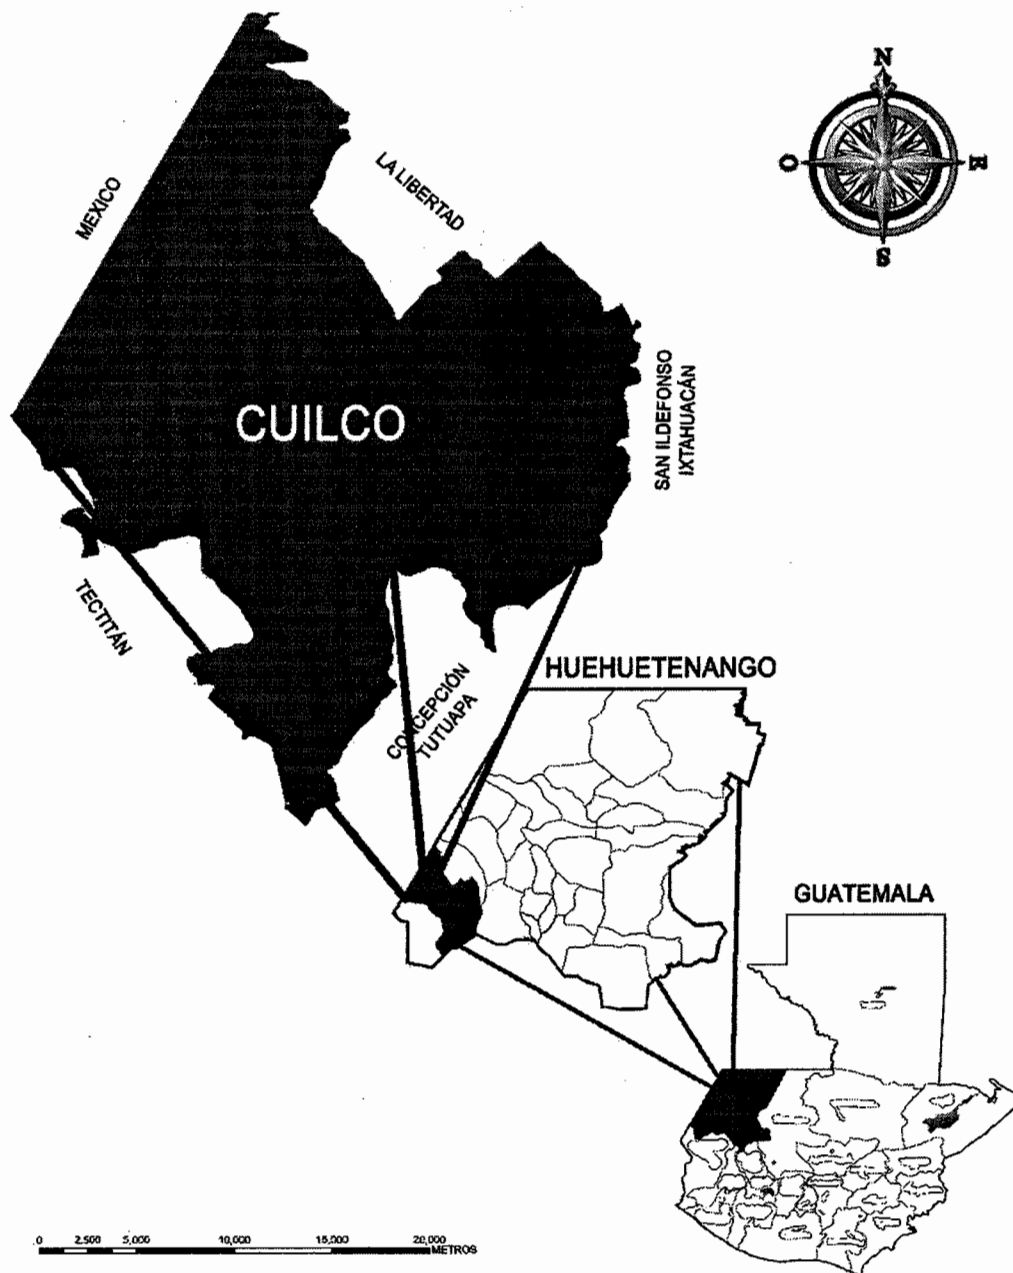 N
O
E
S
MEXICO
LA LIBERTAD
CUILCO
SAN ILDEFONSO
IXTAHUACÁN
TECTITÁN
CONCEPCIÓN
TUTUAPA
HUEHUETENANGO
GUATEMALA
0 2,500 5,000 10,000 15,000 20,000
METROS